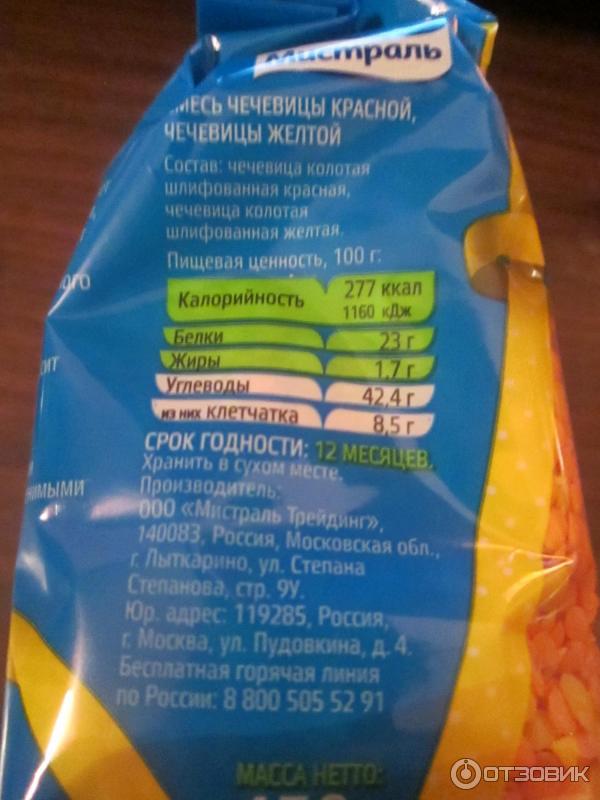 Мистраль
СМЕСЬ ЧЕЧЕВИЦЫ КРАСНОЙ,
ЧЕЧЕВИЦЫ ЖЕЛТОЙ
Состав: чечевица колотая
шлифованная красная,
чечевица колотая
шлифованная желтая.
Пищевая ценность, 100 г:
Калорийность 277 ккал
1160 кДж
Белки 23 г
Жиры 1,7 г
Углеводы 42,4 г
из них клетчатка 8,5 г
СРОК ГОДНОСТИ: 12 МЕСЯЦЕВ.
Хранить в сухом месте.
Производитель:
ООО «Мистраль Трейдинг»,
140083, Россия, Московская обл.,
г. Лыткарино, ул. Степана
Степанова, стр. 9У.
Юр. адрес: 119285, Россия,
г. Москва, ул. Пудовкина, д. 4.
Бесплатная горячая линия
по России: 8 800 505 52 91
МАССА НЕТТО:
ОТЗОВИК